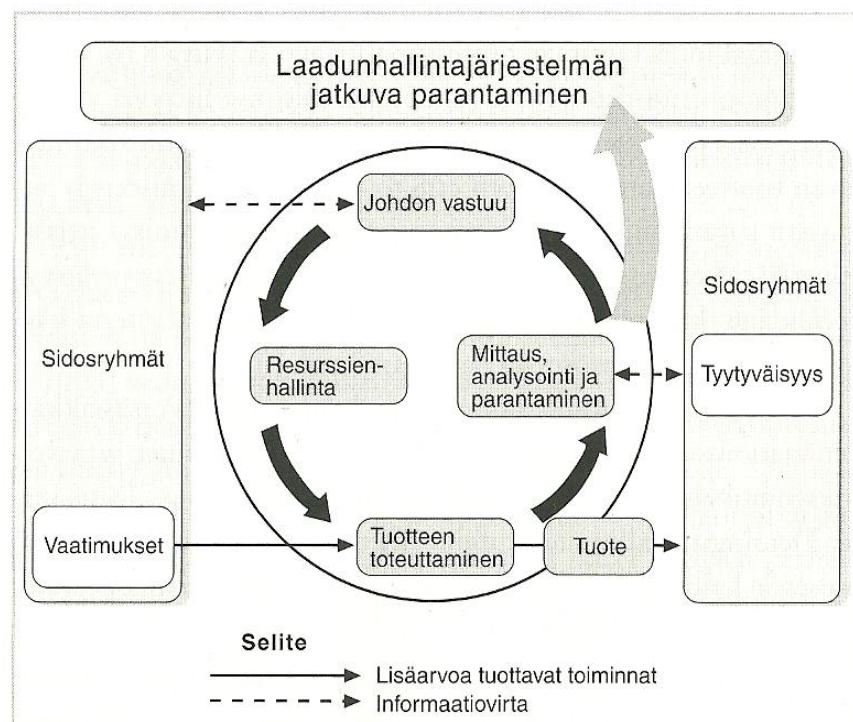 Laadunhallintajärjestelmän
jatkuva parantaminen
Johdon vastuu
Sidosryhmät
Sidosryhmät
Resurssien-
hallinta
Mittaus,
analysointi ja
parantaminen
Tyytyväisyys
Vaatimukset
Tuotteen
toteuttaminen
Tuote
Selite
Lisäarvoa tuottavat toiminnat
Informaatiovirta